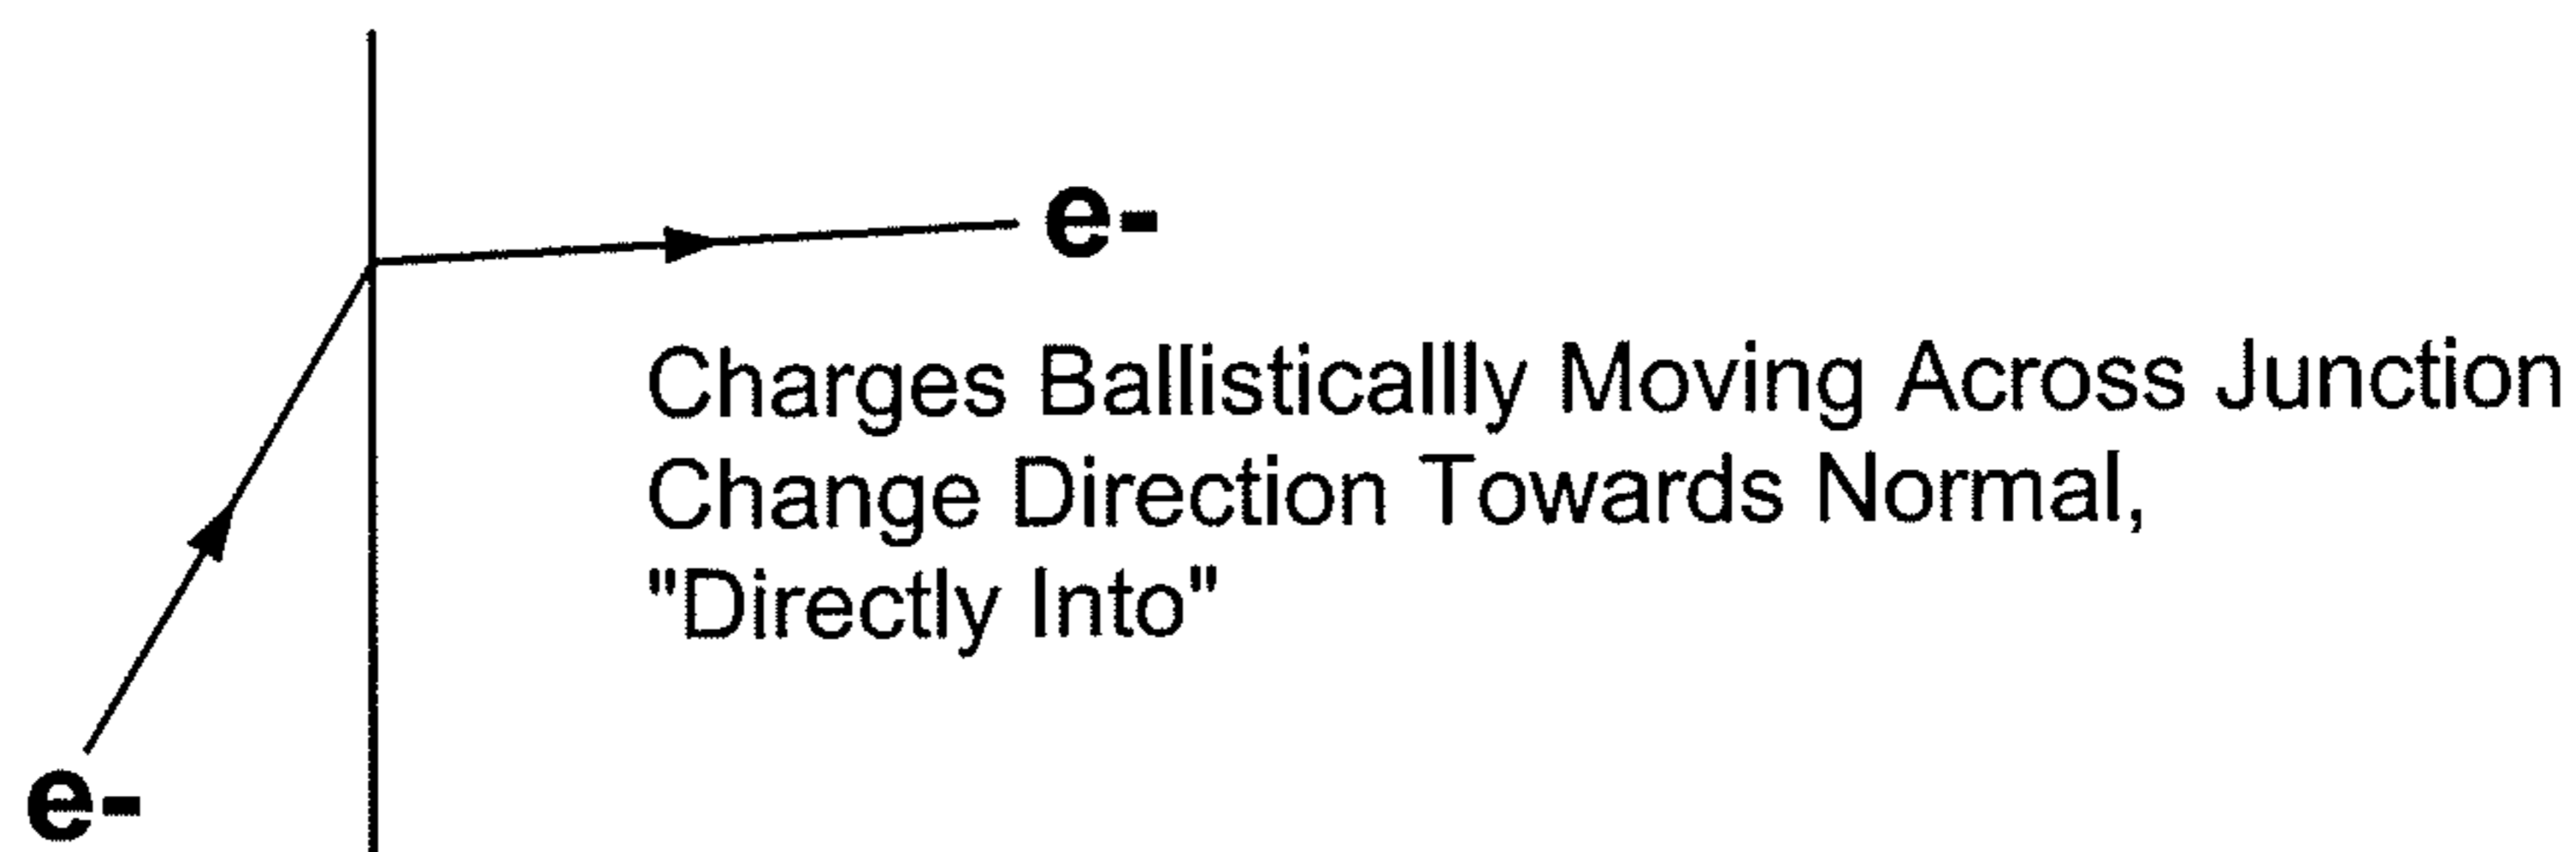 e-
Charges Ballisticallly Moving Across Junction
Change Direction Towards Normal,
"Directly Into"
e-